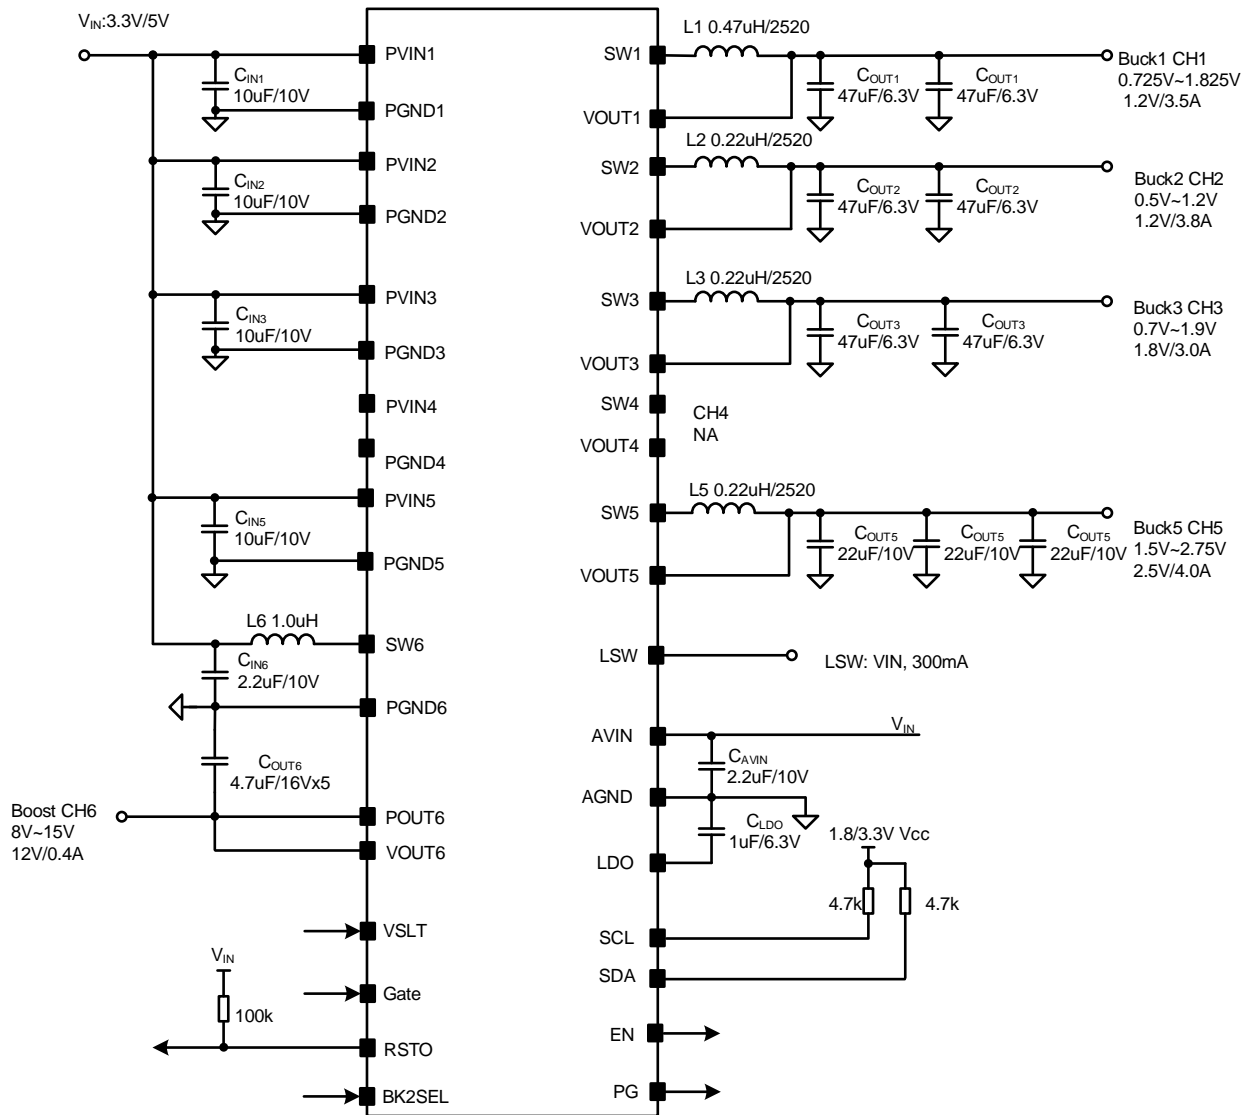 VIN:3.3V/5V
PVIN1
CIN1
10uF/10V
PGND1
PVIN2
CIN2
10uF/10V
PGND2
PVIN3
CIN3
10uF/10V
PGND3
PVIN4
PGND4
PVIN5
CIN5
10uF/10V
PGND5
L6 1.0uH
SW6
CIN6
2.2uF/10V
PGND6
COUT6
4.7uF/16Vx5
Boost CH6
8V~15V
12V/0.4A
POUT6
VOUT6
VSLT
VIN
Gate
100k
RSTO
BK2SEL
L1 0.47uH/2520
SW1
COUT1
47uF/6.3V
COUT1
47uF/6.3V
Buck1 CH1
0.725V~1.825V
1.2V/3.5A
VOUT1
L2 0.22uH/2520
SW2
COUT2
47uF/6.3V
COUT2
47uF/6.3V
Buck2 CH2
0.5V~1.2V
1.2V/3.8A
VOUT2
L3 0.22uH/2520
SW3
COUT3
47uF/6.3V
COUT3
47uF/6.3V
Buck3 CH3
0.7V~1.9V
1.8V/3.0A
VOUT3
SW4
CH4
NA
VOUT4
L5 0.22uH/2520
SW5
COUT5
22uF/10V
COUT5
22uF/10V
COUT5
22uF/10V
Buck5 CH5
1.5V~2.75V
2.5V/4.0A
VOUT5
LSW
LSW: VIN, 300mA
AVIN
VIN
CAVIN
2.2uF/10V
AGND
CLDO
1uF/6.3V
LDO
1.8/3.3V Vcc
4.7k
4.7k
SCL
SDA
EN
PG